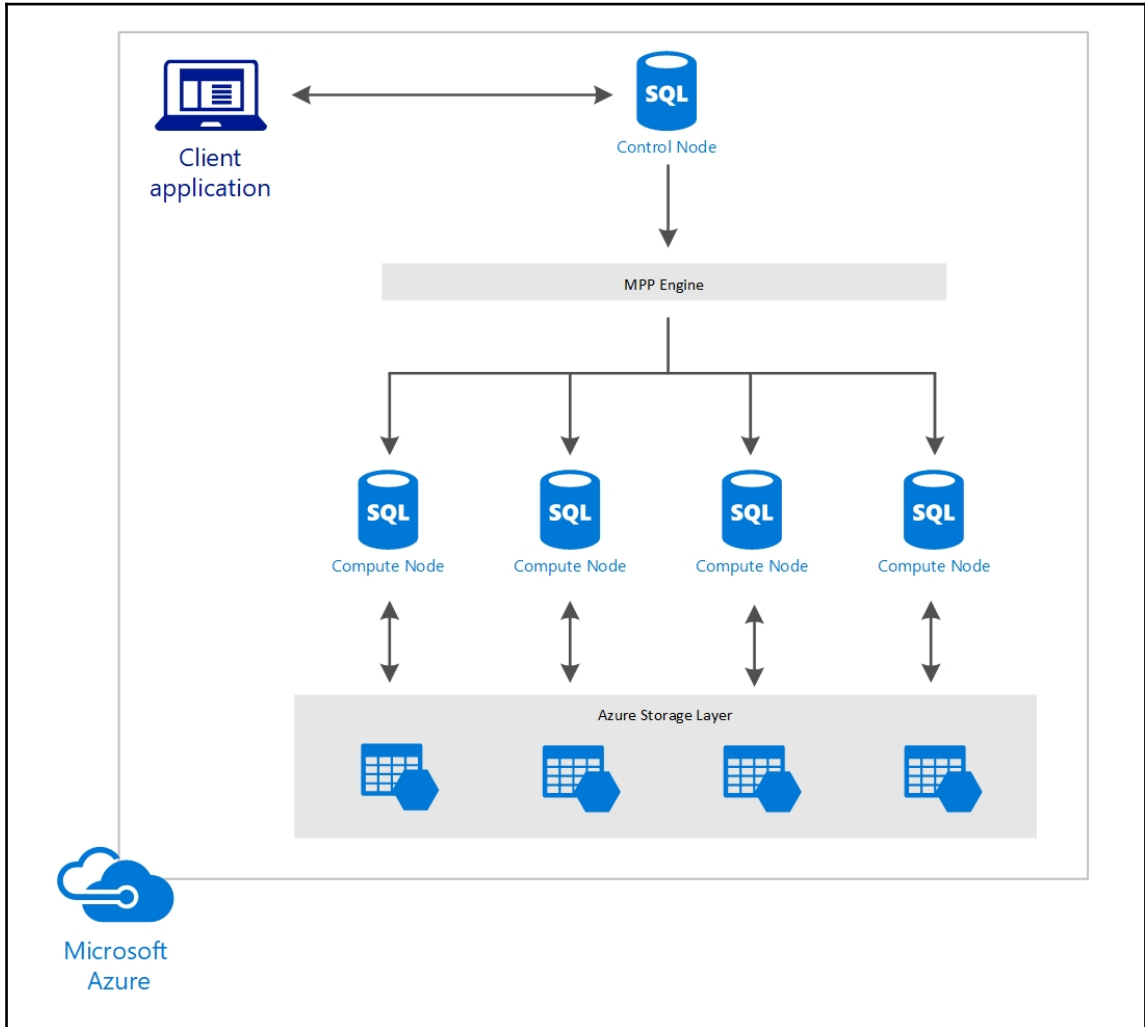 SQL
Control Node
Client
application
MPP Engine
SQL SQL SQL SQL
Compute Node Compute Node Compute Node Compute Node
Azure Storage Layer
Microsoft
Azure